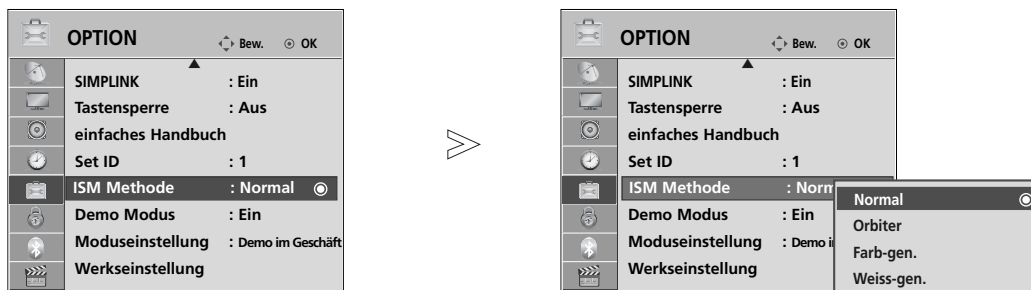 OPTION
Bew. OK
SIMPLINK : Ein
Tastensperre : Aus
einfaches Handbuch
Set ID : 1
ISM Methode : Normal
Demo Modus : Ein
Moduseinstellung : Demo im Geschäft
Werkseinstellung
OPTION
Bew. OK
SIMPLINK : Ein
Tastensperre : Aus
einfaches Handbuch
Set ID : 1
ISM Methode : Norm
Demo Modus : Ein
Moduseinstellung : Demo i
Werkseinstellung
Normal
Orbiter
Farb-gen.
Weiss-gen.